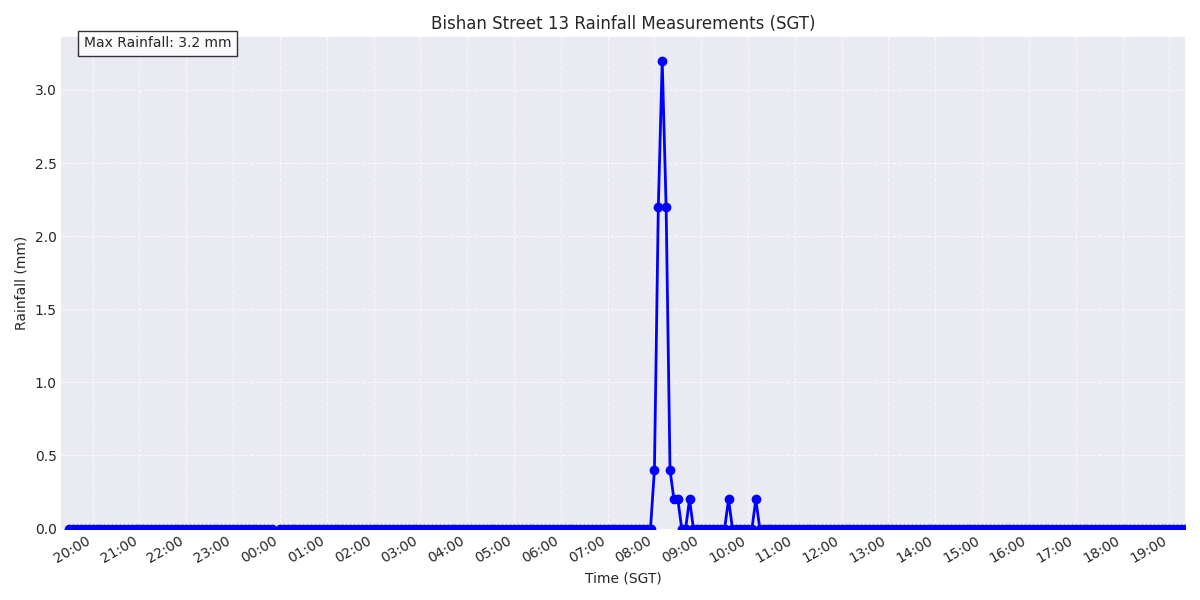 Bishan Street 13 Rainfall Measurements (SGT)
Max Rainfall: 3.2 mm
Rainfall (mm)
3.0
2.5
2.0
1.5
1.0
0.5
0.0
20:00 21:00 22:00 23:00 00:00 01:00 02:00 03:00 04:00 05:00 06:00 07:00 08:00 09:00 10:00 11:00 12:00 13:00 14:00 15:00 16:00 17:00 18:00 19:00
Time (SGT)